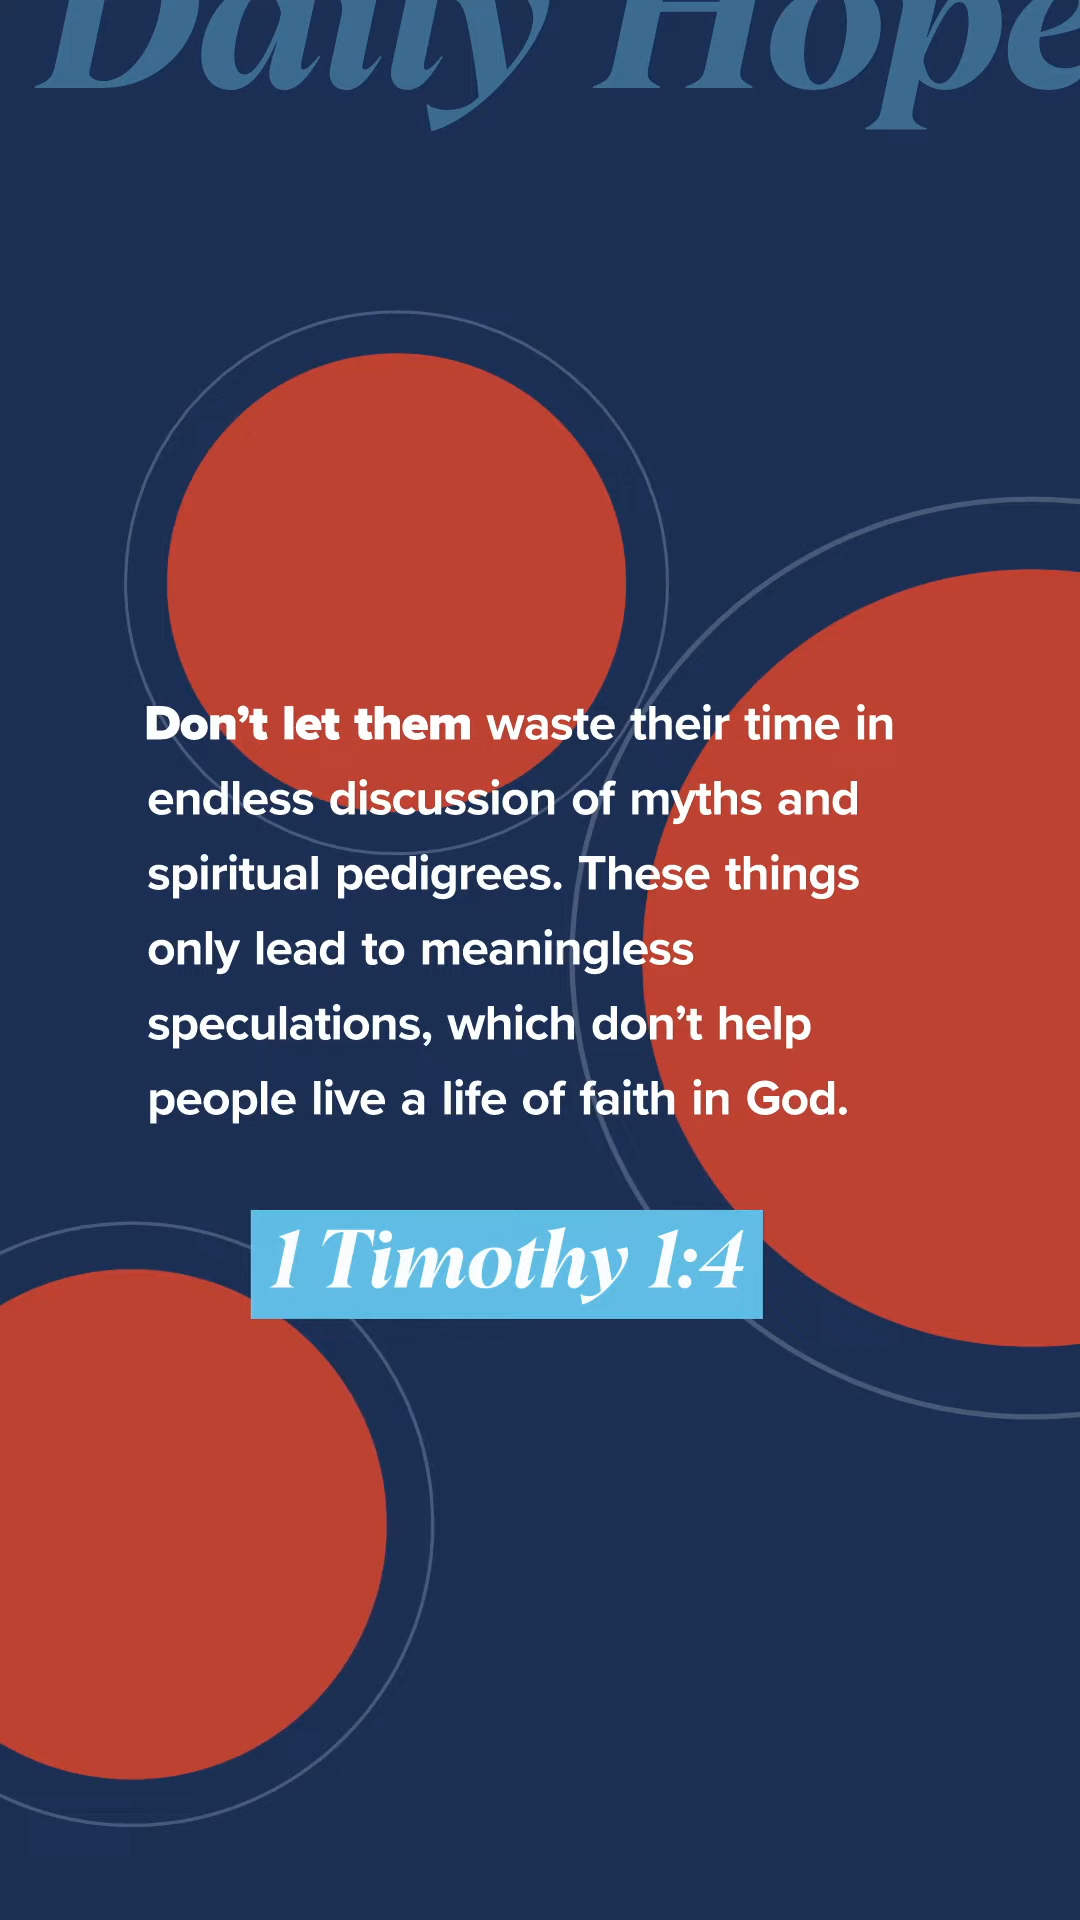 Daily Hope
Don’t let them waste their time in
endless discussion of myths and
spiritual pedigrees. These things
only lead to meaningless
speculations, which don’t help
people live a life of faith in God.
1 Timothy 1:4